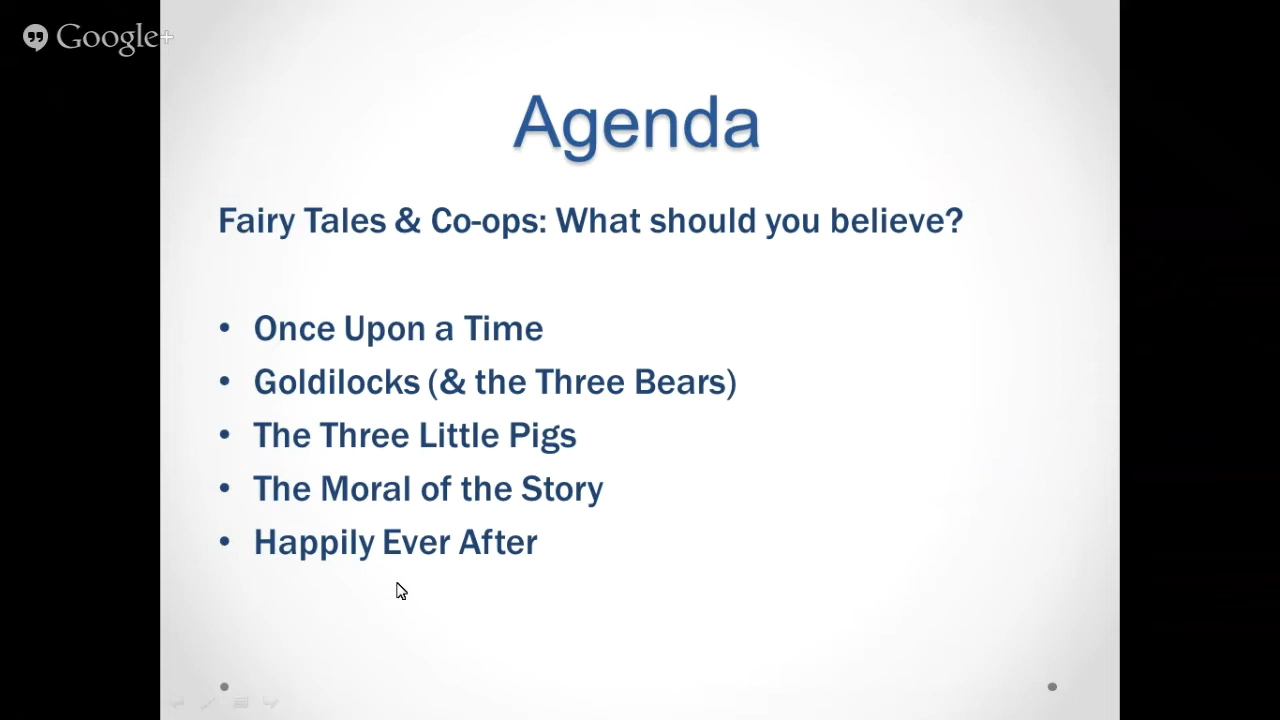 Google+
Agenda
Fairy Tales & Co-ops: What should you believe?
• Once Upon a Time
• Goldilocks (& the Three Bears)
• The Three Little Pigs
• The Moral of the Story
• Happily Ever After